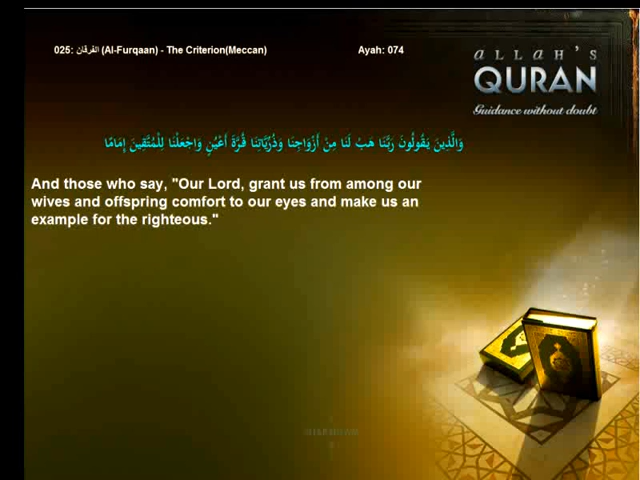 025: الفرقان (Al-Furqaan) - The Criterion(Meccan) Ayah: 074
ALLAH'S
QURAN
Guidance without doubt
وَالَّذِينَ يَقُولُونَ رَبَّنَا هَبْ لَنَا مِنْ أَزْوَاجِنَا وَذُرِّيَّاتِنَا قُرَّةَ أَعْيُنٍ وَاجْعَلْنَا لِلْمُتَّقِينَ إِمَامًا
And those who say, "Our Lord, grant us from among our
wives and offspring comfort to our eyes and make us an
example for the righteous."